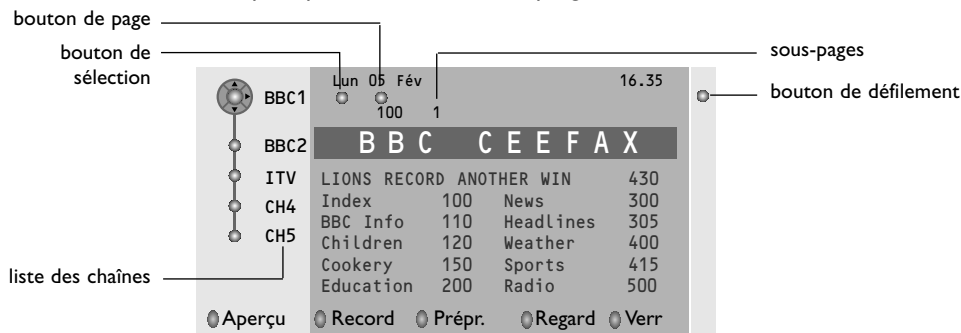 bouton de page
bouton de
sélection
sous-pages
bouton de défilement
liste des chaînes
Lun 05 Fév 16.35
100 1
BBC1
BBC2
ITV
CH4
CH5
BBC CEEFAX
LIONS RECORD ANOTHER WIN 430
Index 100 News 300
BBC Info 110 Headlines 305
Children 120 Weather 400
Cookery 150 Sports 415
Education 200 Radio 500
Aperçu Record Prépr. Regard Verr